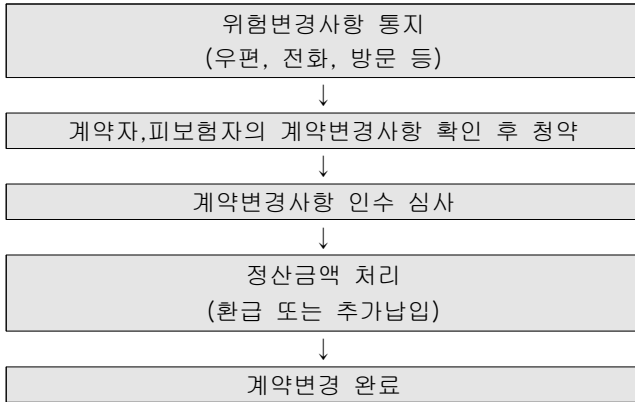 위험변경사항 통지
(우편, 전화, 방문 등)
↓
계약자,피보험자의 계약변경사항 확인 후 청약
↓
계약변경사항 인수 심사
↓
정산금액 처리
(환급 또는 추가납입)
↓
계약변경 완료